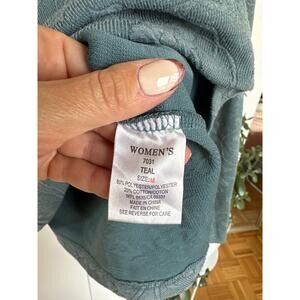 WOMEN'S
7031
TEAL
SIZE:M
80% POLYESTER/POLYESTER
20% COTTON/COTON
MADE IN CHINA
FAIT EN CHINE
SEE REVERSE FOR CARE